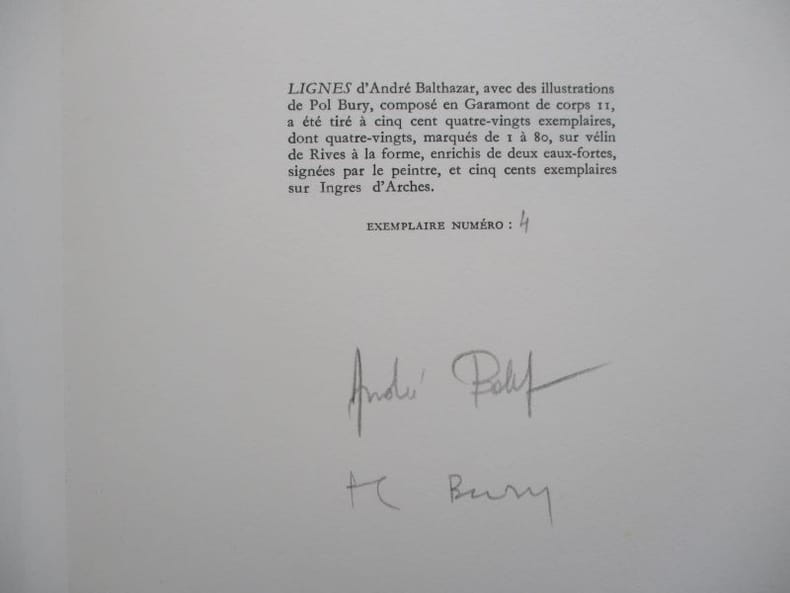 LIGNES d'André Balthazar, avec des illustrations
de Pol Bury, composé en Garamont de corps 11,
a été tiré à cinq cent quatre-vingts exemplaires,
dont quatre-vingts, marqués de 1 à 80, sur vélin
de Rives à la forme, enrichis de deux eaux-fortes,
signées par le peintre, et cinq cents exemplaires
sur Ingres d'Arches.
EXEMPLAIRE NUMÉRO : 4
André
Bury